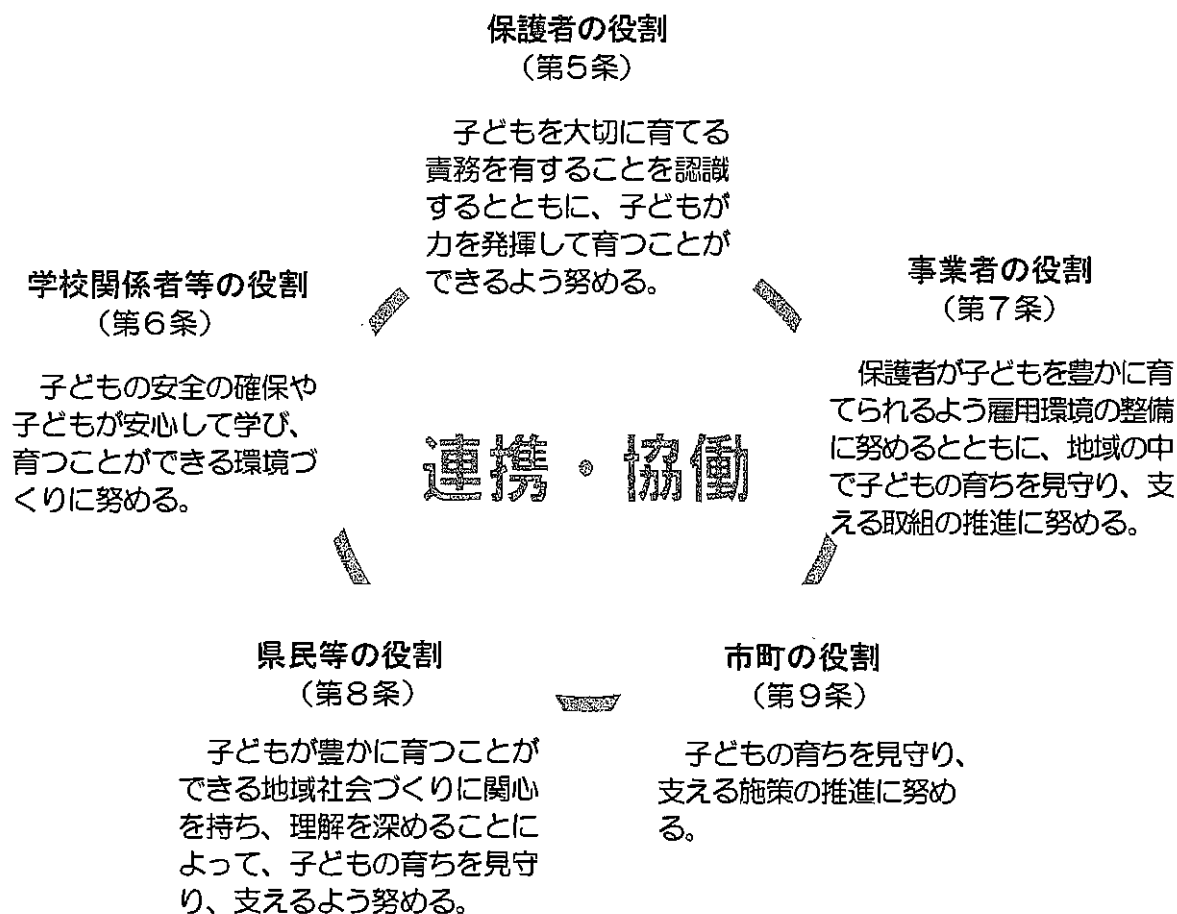 保護者の役割
(第5条)
子どもを大切に育てる
責務を有することを認識
するとともに、子どもが
力を発揮して育つことが
できるよう努める。
学校関係者等の役割
(第6条)
子どもの安全の確保や
子どもが安心して学び、
育つことができる環境づ
くりに努める。
連携・協働
事業者の役割
(第7条)
保護者が子どもを豊かに育
てられるよう雇用環境の整備
に努めるとともに、地域の中
で子どもの育ちを見守り、支
える取組の推進に努める。
県民等の役割
(第8条)
子どもが豊かに育つことが
できる地域社会づくりに関心
を持ち、理解を深めることに
よって、子どもの育ちを見守
り、支えるよう努める。
市町の役割
(第9条)
子どもの育ちを見守り、
支える施策の推進に努め
る。